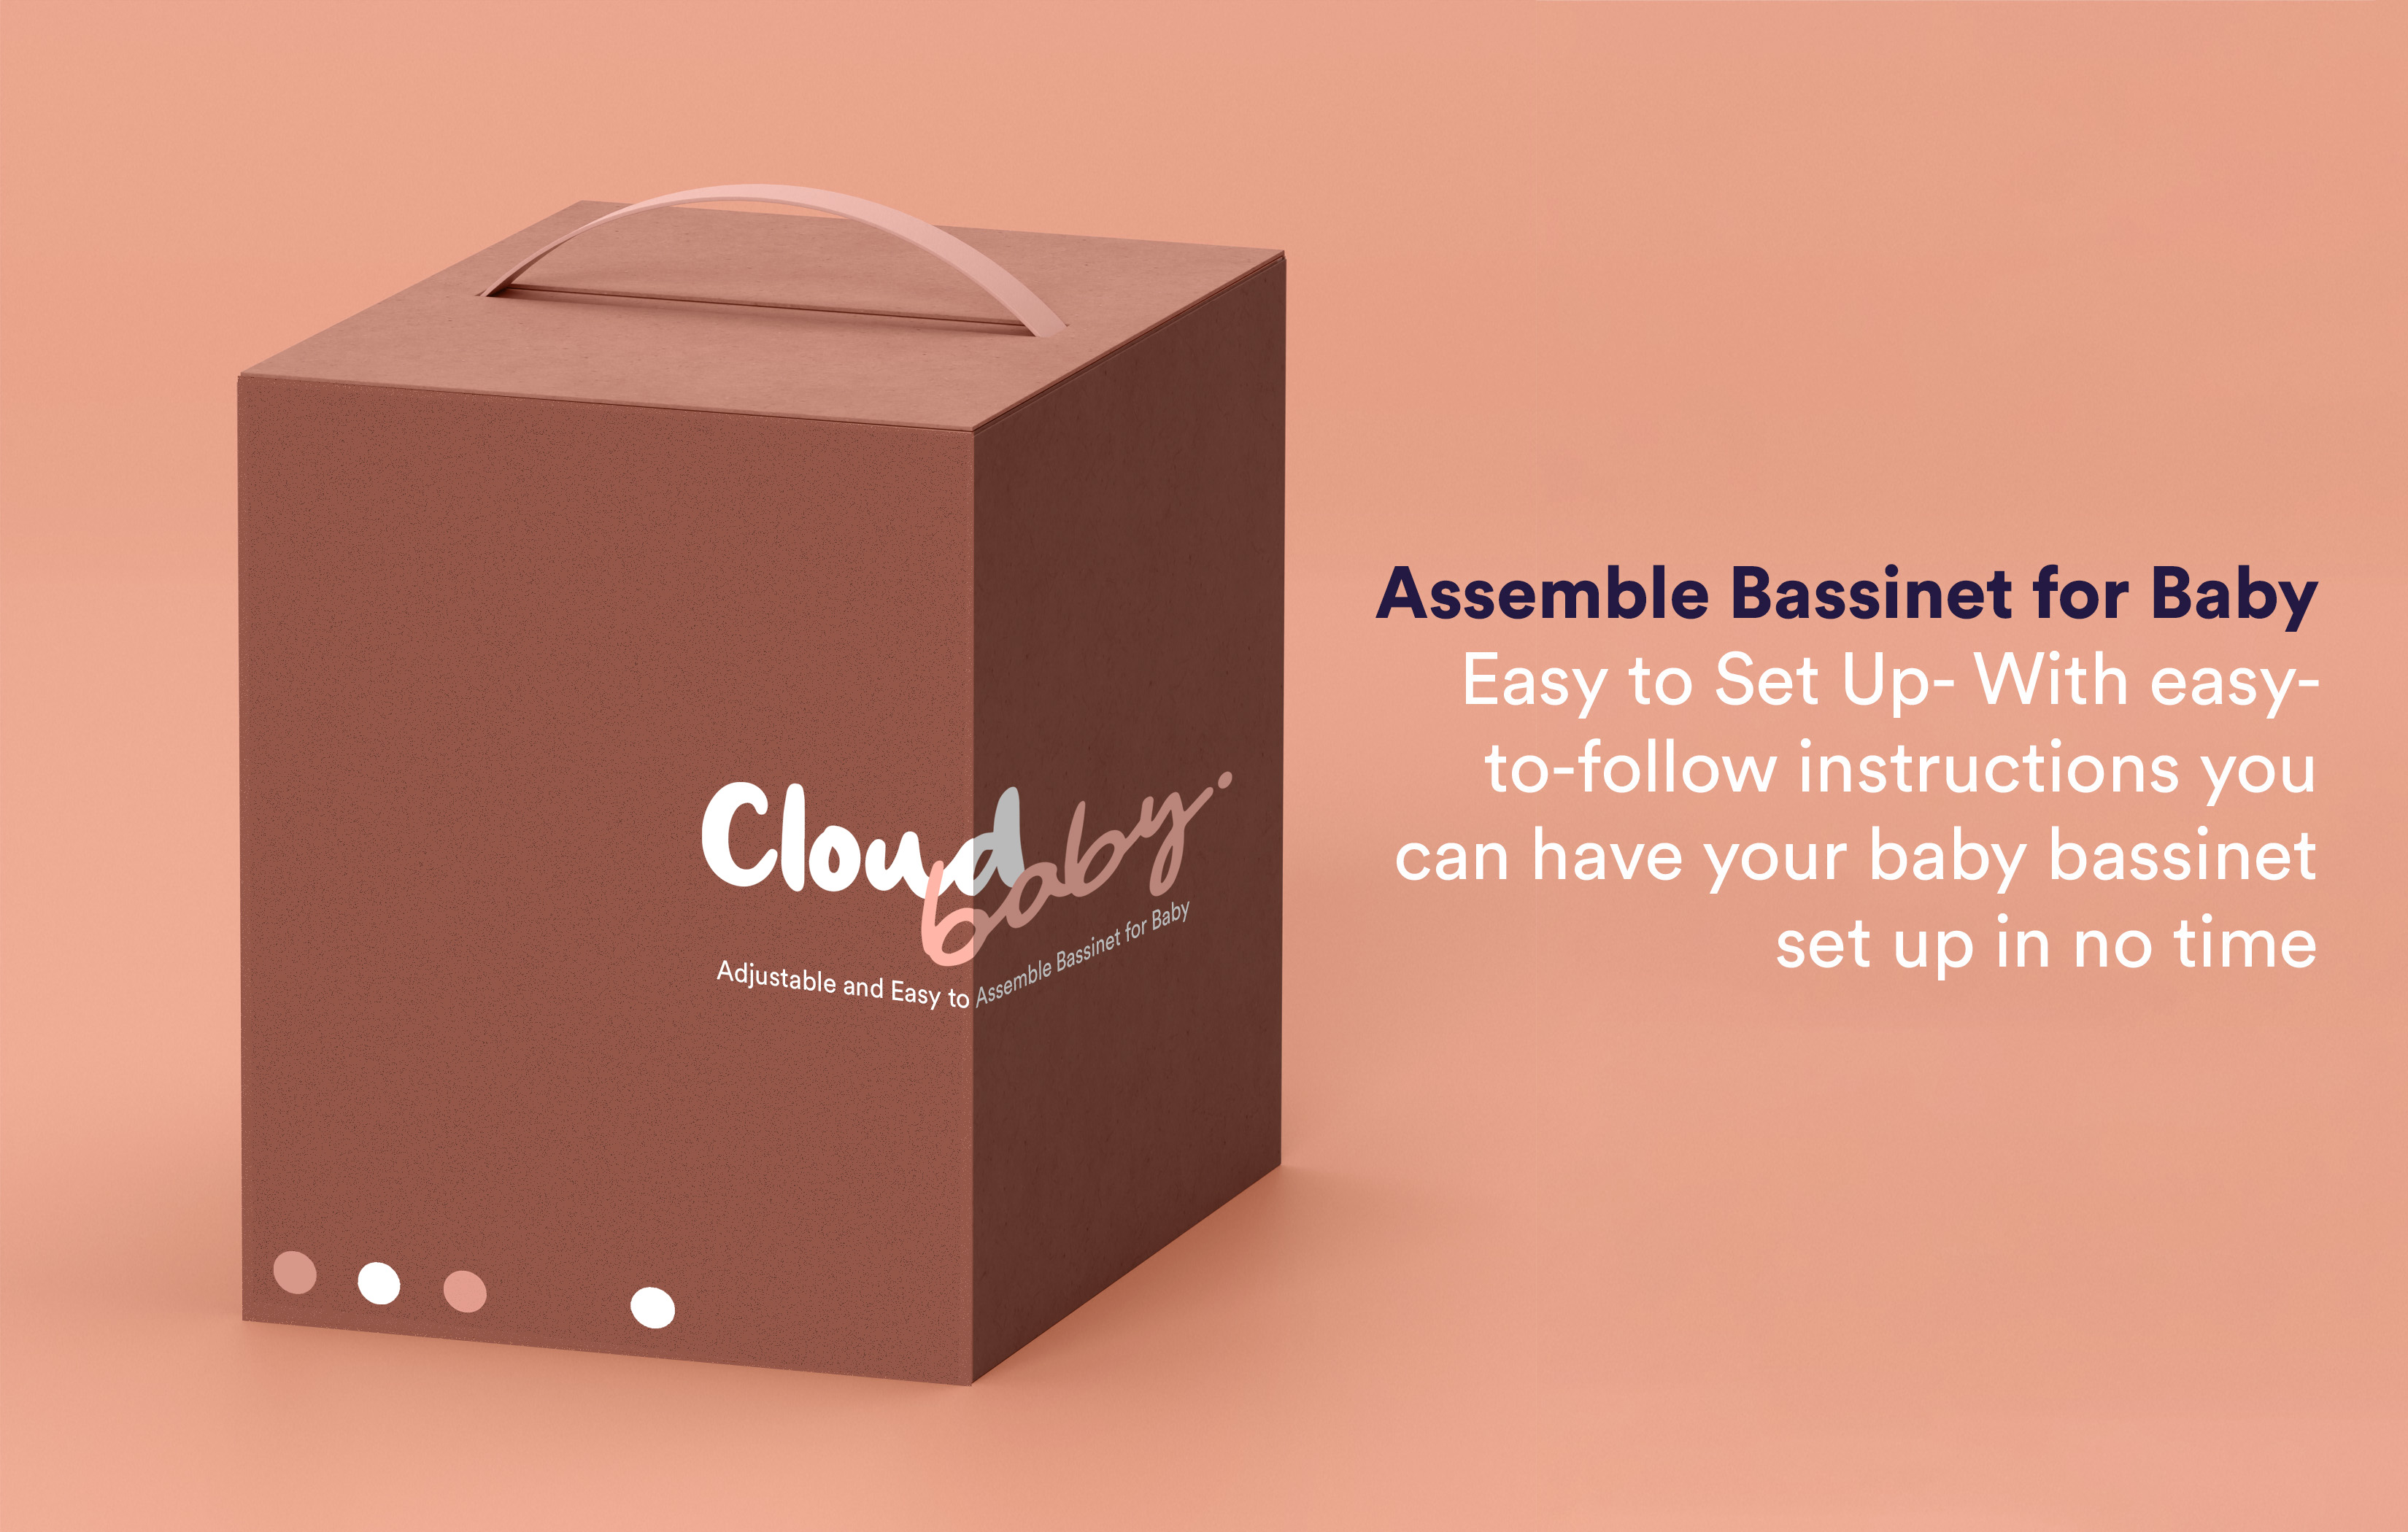 Cloud
baby.
Adjustable and Easy to Assemble Bassinet for Baby
Assemble Bassinet for Baby
Easy to Set Up- With easy-
to-follow instructions you
can have your baby bassinet
set up in no time